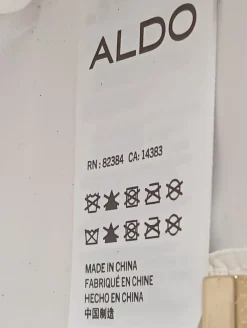 ALDO
RN: 82384 CA: 14383
MADE IN CHINA
FABRIQUÉ EN CHINE
HECHO EN CHINA
中国制造